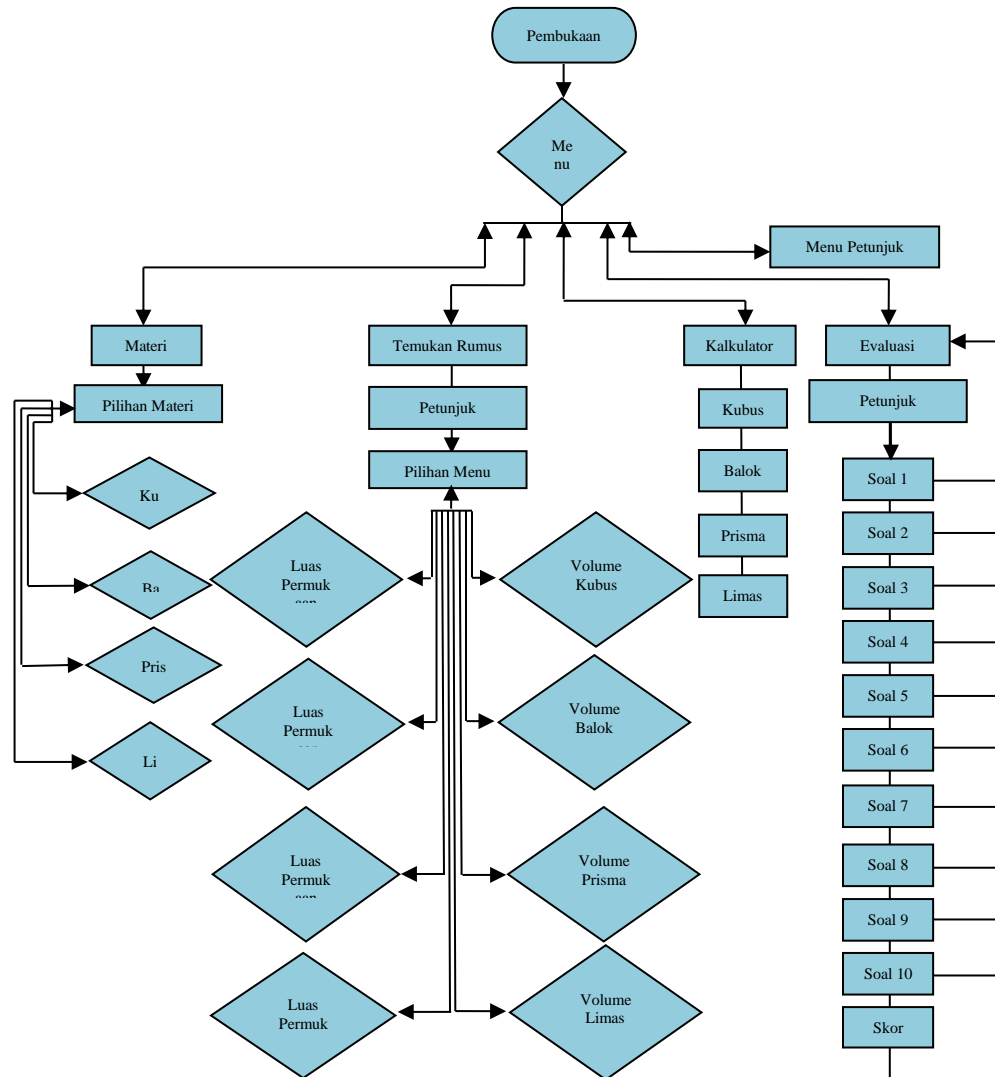 Pembukaan
Me
nu
Menu Petunjuk
Materi
Temukan Rumus
Kalkulator
Evaluasi
Pilihan Materi
Petunjuk
Kubus
Petunjuk
Pilihan Menu
Balok
Soal 1
Ku
Soal 2
Luas
Permuk
Volume
Kubus
Prisma
Soal 3
Ba
Limas
Soal 4
Pris
Luas
Permuk
Volume
Balok
Soal 5
Li
Soal 6
Soal 7
Luas
Permuk
Volume
Prisma
Soal 8
Soal 9
Soal 10
Luas
Permuk
Volume
Limas
Skor